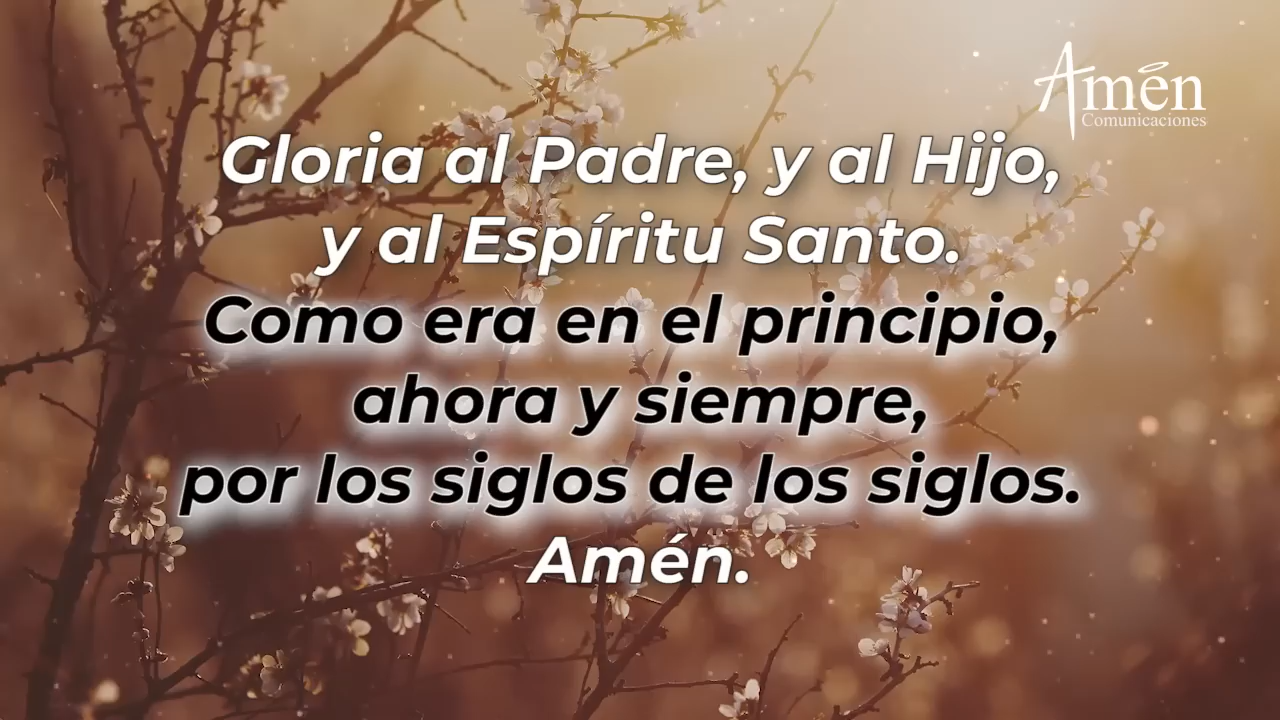 Amén
Comunicaciones
Gloria al Padre, y al Hijo,
y al Espíritu Santo.
Como era en el principio,
ahora y siempre,
por los siglos de los siglos.
Amén.